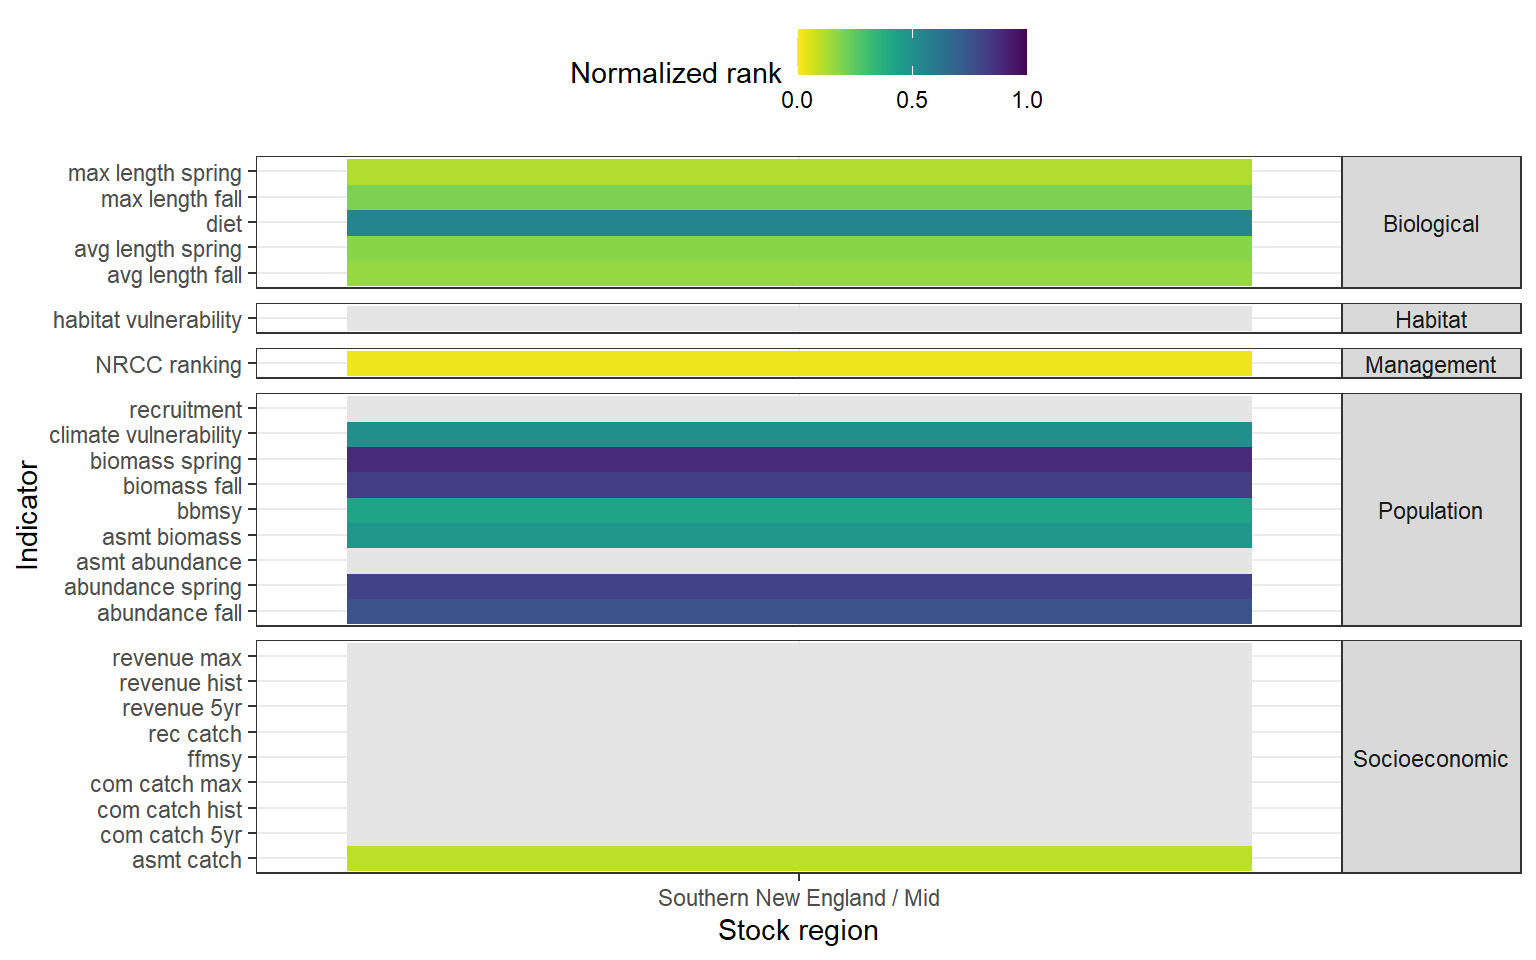 Normalized rank
0.0 0.5 1.0
max length spring
max length fall
diet
avg length spring
avg length fall
Biological
habitat vulnerability
Habitat
NRCC ranking
Management
recruitment
climate vulnerability
biomass spring
biomass fall
bbmsy
asmt biomass
asmt abundance
abundance spring
abundance fall
Population
revenue max
revenue hist
revenue 5yr
rec catch
ffmsy
com catch max
com catch hist
com catch 5yr
asmt catch
Socioeconomic
Indicator
Southern New England / Mid
Stock region